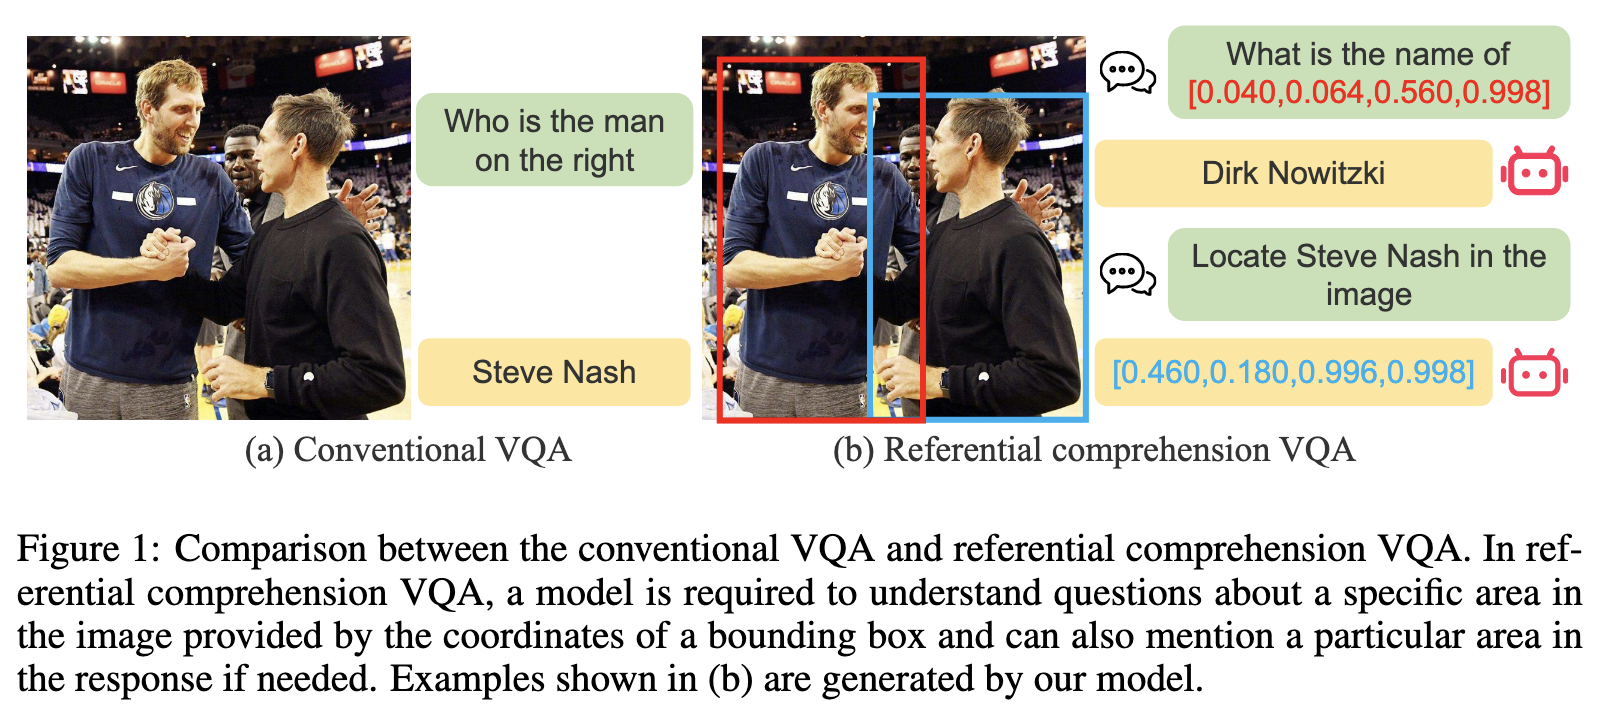 Who is the man
on the right
Steve Nash
(a) Conventional VQA
What is the name of
[0.040,0.064,0.560,0.998]
Dirk Nowitzki
Locate Steve Nash in the
image
[0.460,0.180,0.996,0.998]
(b) Referential comprehension VQA
Figure 1: Comparison between the conventional VQA and referential comprehension VQA. In ref-
erential comprehension VQA, a model is required to understand questions about a specific area in
the image provided by the coordinates of a bounding box and can also mention a particular area in
the response if needed. Examples shown in (b) are generated by our model.